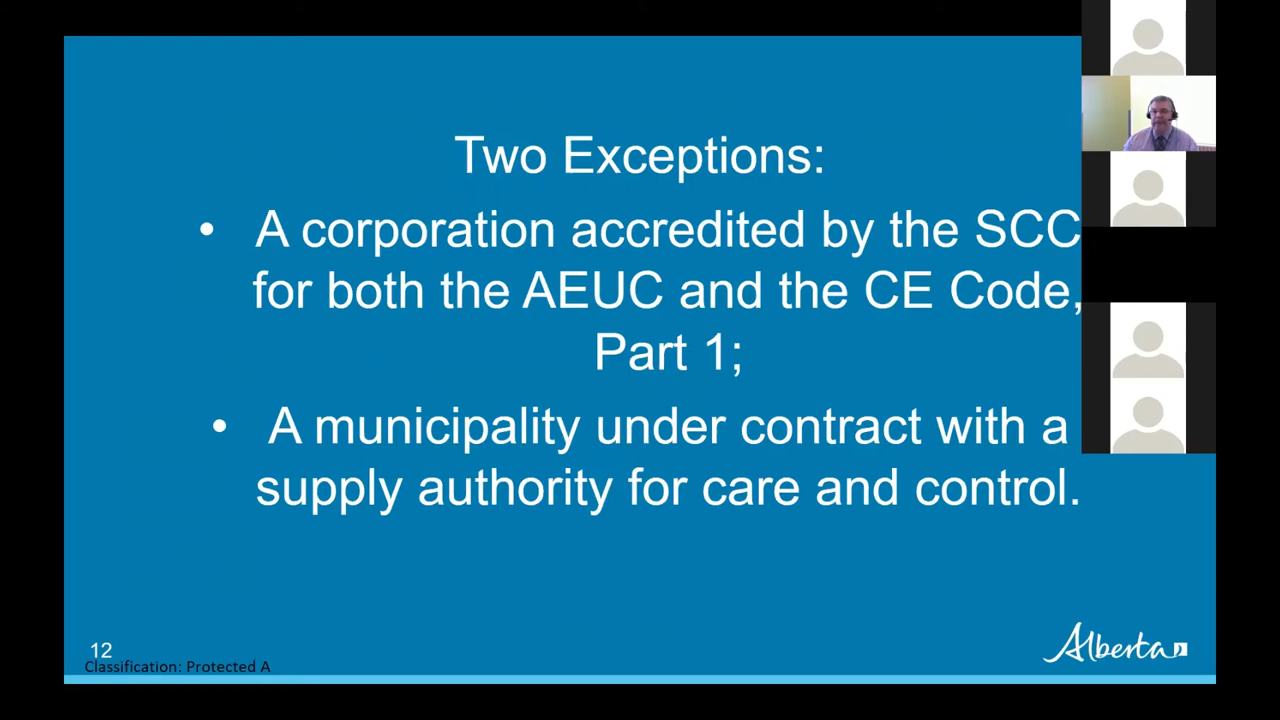 Two Exceptions:
• A corporation accredited by the SCC
for both the AEUC and the CE Code,
Part 1;
• A municipality under contract with a
supply authority for care and control.
12
Classification: Protected A
Alberta